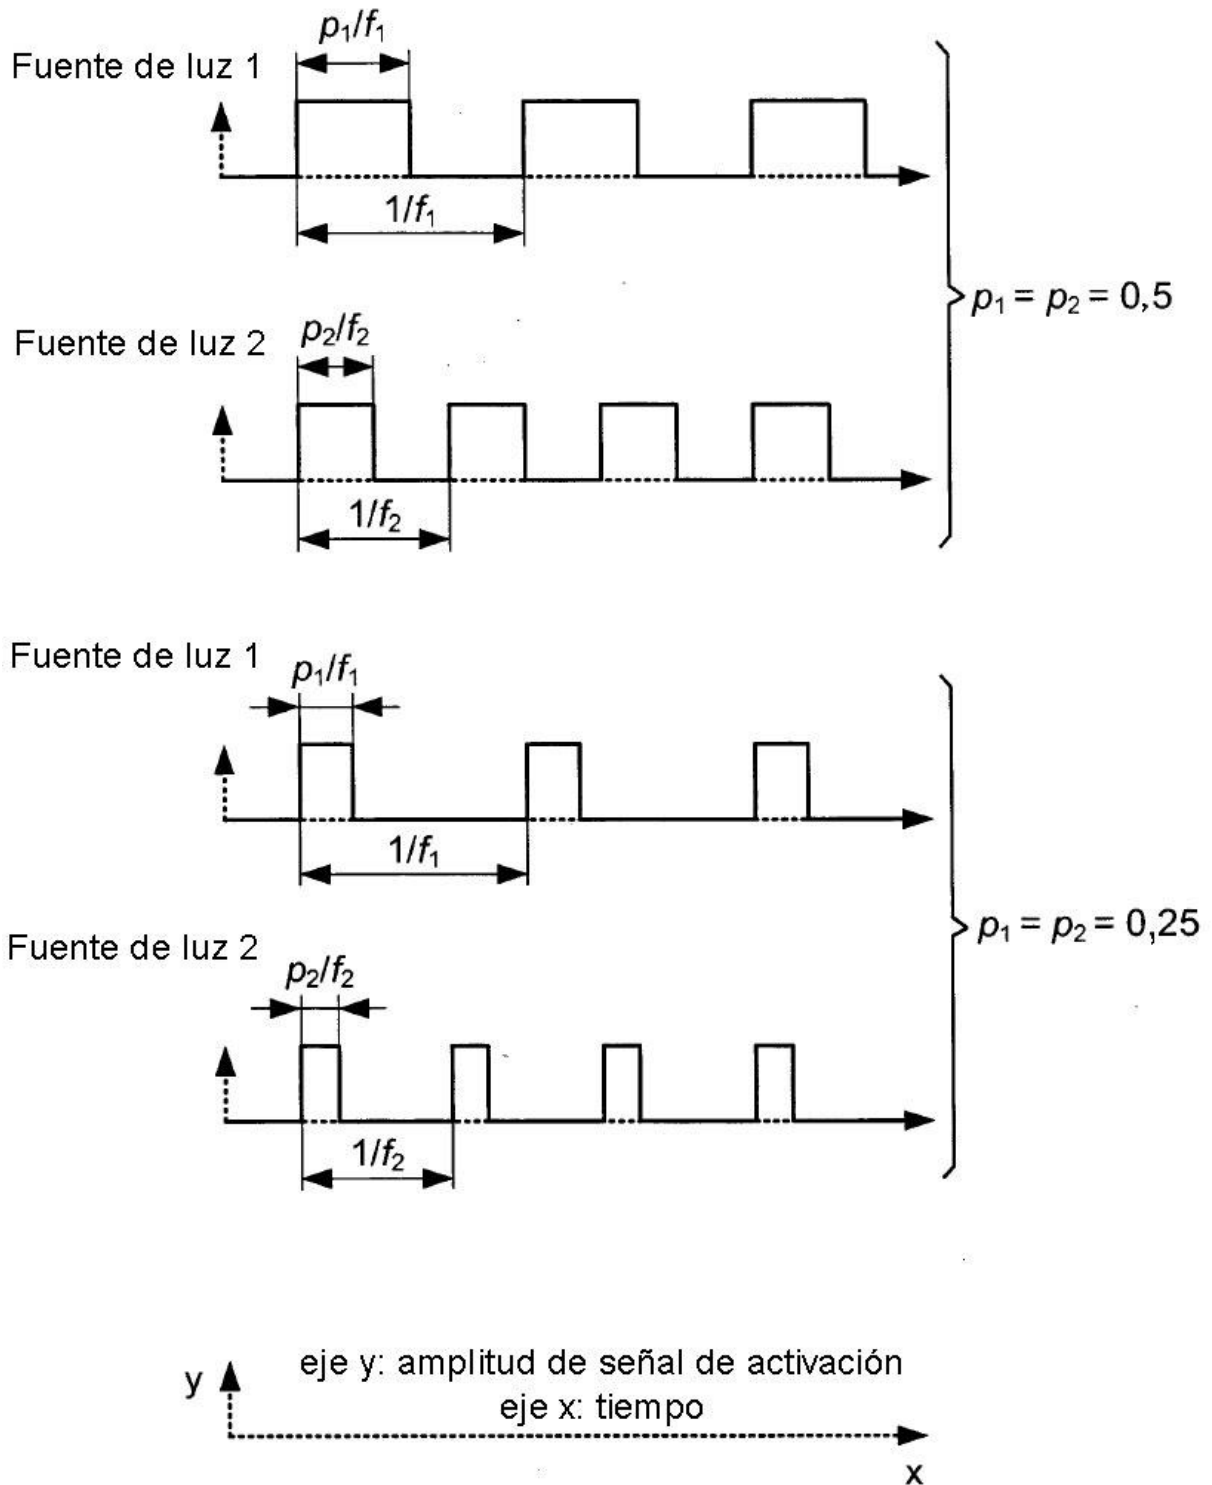 p₁/f₁
Fuente de luz 1
1/f₁
p₁ = p₂ = 0,5
p₂/f₂
Fuente de luz 2
1/f₂
Fuente de luz 1
p₁/f₁
1/f₁
p₁ = p₂ = 0,25
Fuente de luz 2
p₂/f₂
1/f₂
eje y: amplitud de señal de activación
y
eje x: tiempo
x